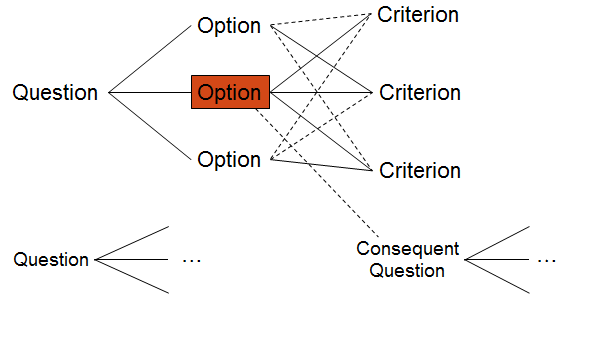 Option
Criterion
Question
Option
Criterion
Option
Criterion
Question
...
Consequent
Question
...